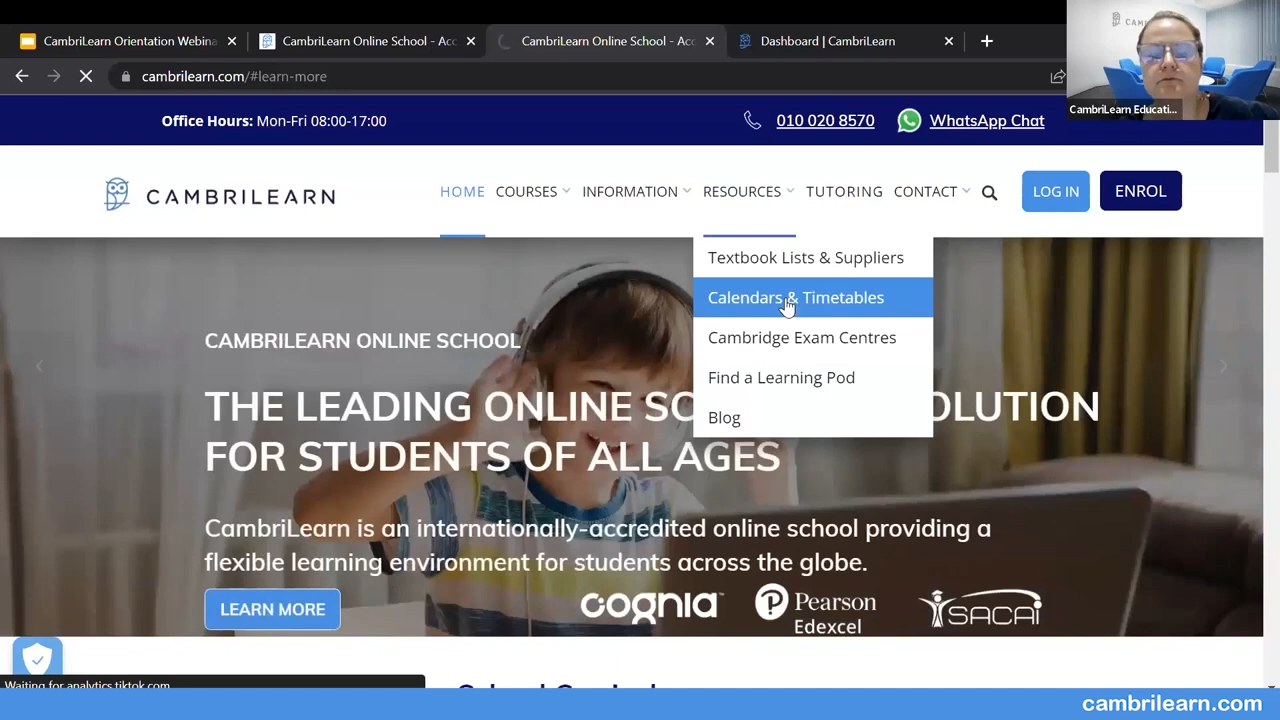 CambriLearn Orientation Webina
CambriLearn Online School - Acc
CambriLearn Online School - Acc
Dashboard | CambriLearn
cambrilearn.com/#learn-more
CambriLearn Educati...
Office Hours: Mon-Fri 08:00-17:00
010 020 8570
WhatsApp Chat
CAMBRILEARN
HOME
COURSES
INFORMATION
RESOURCES
TUTORING
CONTACT
LOG IN
ENROL
Textbook Lists & Suppliers
Calendars & Timetables
Cambridge Exam Centres
Find a Learning Pod
Blog
CAMBRILEARN ONLINE SCHOOL
THE LEADING ONLINE SC OLUTION
FOR STUDENTS OF ALL AGES
CambriLearn is an internationally-accredited online school providing a
flexible learning environment for students across the globe.
LEARN MORE
cognia
Pearson
Edexcel
SACAI
Waiting for analytics.tiktok.com
cambrilearn.com